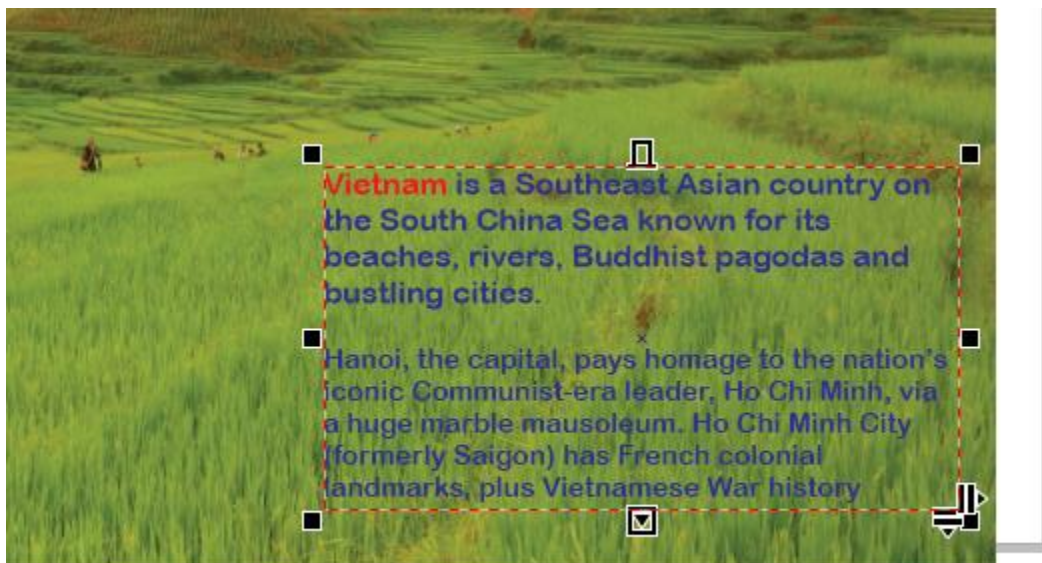 Vietnam is a Southeast Asian country on
the South China Sea known for its
beaches, rivers, Buddhist pagodas and
bustling cities.
Hanoi, the capital, pays homage to the nation's
iconic Communist-era leader, Ho Chi Minh, via
a huge marble mausoleum. Ho Chi Minh City
(formerly Saigon) has French colonial
landmarks, plus Vietnamese War history